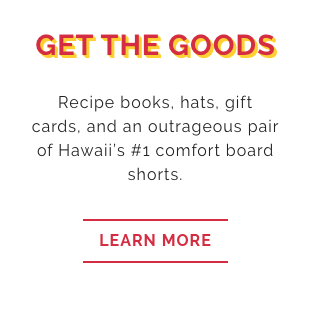 GET THE GOODS
Recipe books, hats, gift
cards, and an outrageous pair
of Hawaii's #1 comfort board
shorts.
LEARN MORE